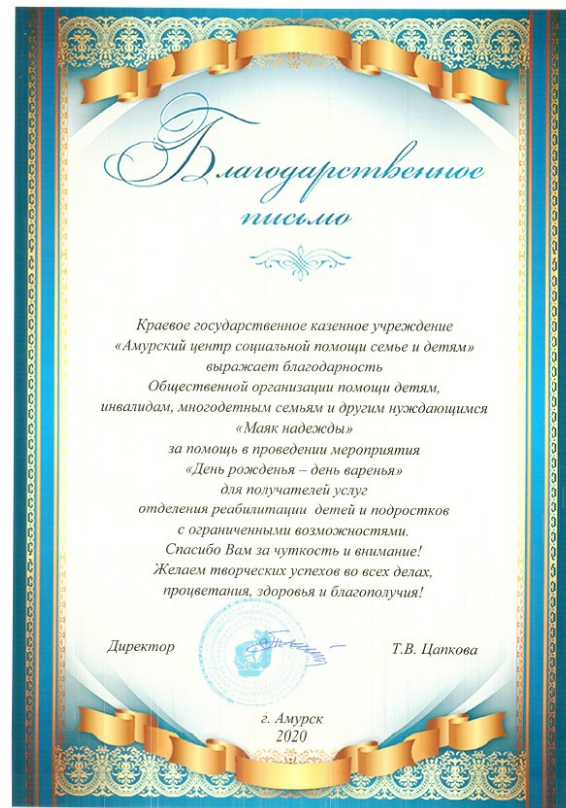 Благодарственное
письмо
Краевое государственное казенное учреждение
«Амурский центр социальной помощи семье и детям»
выражает благодарность
Общественной организации помощи детям,
инвалидам, многодетным семьям и другим нуждающимся
«Маяк надежды»
за помощь в проведении мероприятия
«День рожденья – день варенья»
для получателей услуг
отделения реабилитации детей и подростков
с ограниченными возможностями.
Спасибо Вам за чуткость и внимание!
Желаем творческих успехов во всех делах,
процветания, здоровья и благополучия!
Директор Т.В. Цапкова
г. Амурск
2020